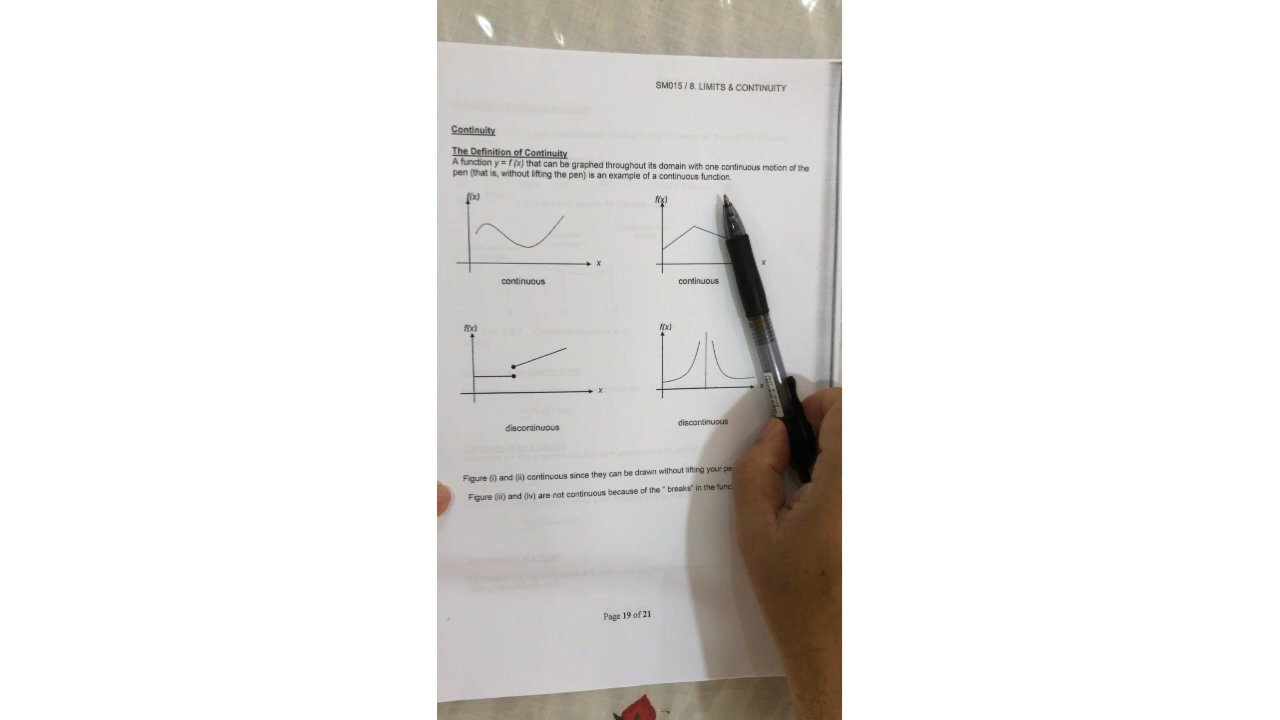 SM015 / 8. LIMITS & CONTINUITY
Continuity
The Definition of Continuity
A function y = f (x) that can be graphed throughout its domain with one continuous motion of the
pen (that is, without lifting the pen) is an example of a continuous function.
f(x)
f(x)
x
x
continuous
continuous
f(x)
f(x)
x
x
discontinuous
discontinuous
Figure (i) and (ii) continuous since they can be drawn without lifting your
Figure (iii) and (iv) are not continuous because of the " breaks" in the
Page 19 of 21